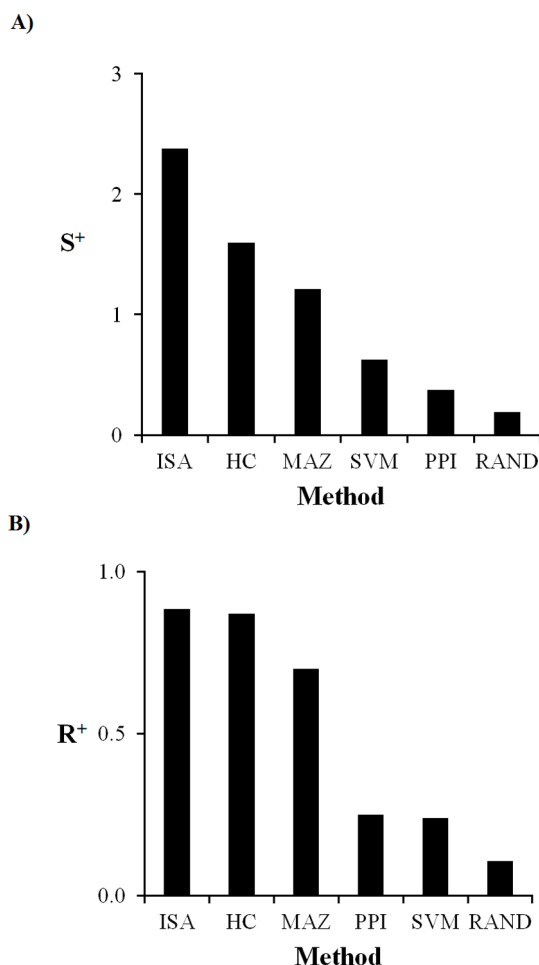 A)
3
2
S+
1
0
ISA HC MAZ SVM PPI RAND
Method
B)
1.0
R+ 0.5
0.0
ISA HC MAZ PPI SVM RAND
Method